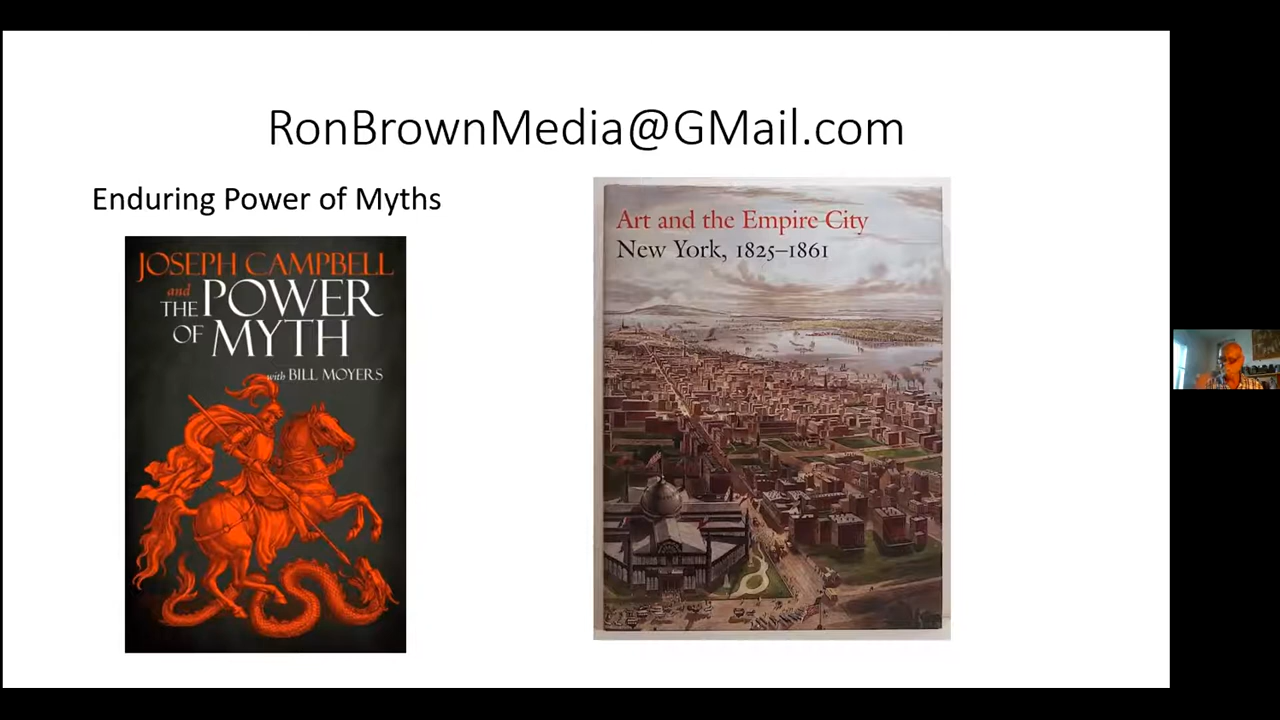 RonBrownMedia@GMail.com
Enduring Power of Myths
JOSEPH CAMPBELL
and
THE POWER
OF MYTH
with BILL MOYERS
Art and the Empire City
New York, 1825–1861